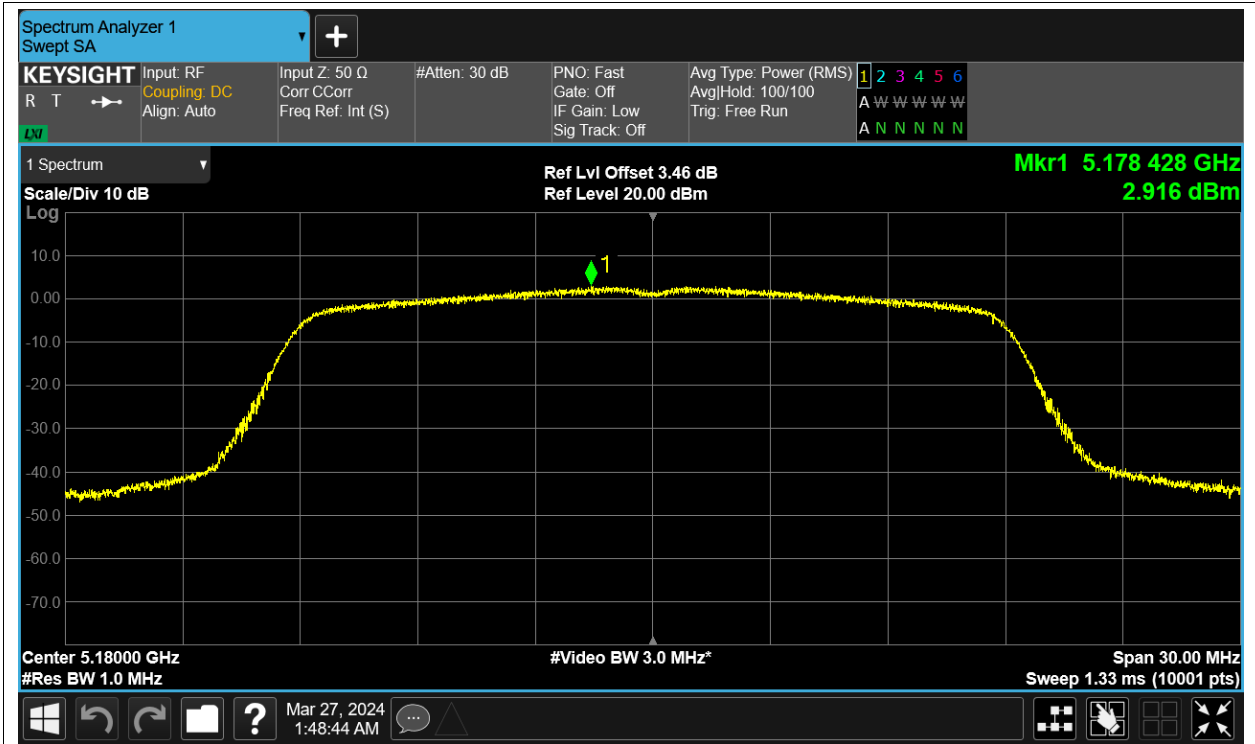 Spectrum Analyzer 1
Swept SA
KEYSIGHT
R T
LXI
Input: RF
Coupling: DC
Align: Auto
Input Z: 50 Ω
Corr CCorr
Freq Ref: Int (S)
#Atten: 30 dB
PNO: Fast
Gate: Off
IF Gain: Low
Sig Track: Off
Avg Type: Power (RMS)
Avg|Hold: 100/100
Trig: Free Run
1 2 3 4 5 6
A W W W W W
A N N N N N
1 Spectrum
Scale/Div 10 dB
Log
Ref Lvl Offset 3.46 dB
Ref Level 20.00 dBm
Mkr1 5.178 428 GHz
2.916 dBm
1
10.0
0.00
-10.0
-20.0
-30.0
-40.0
-50.0
-60.0
-70.0
Center 5.18000 GHz
#Res BW 1.0 MHz
#Video BW 3.0 MHz*
Span 30.00 MHz
Sweep 1.33 ms (10001 pts)
?
Mar 27, 2024
1:48:44 AM